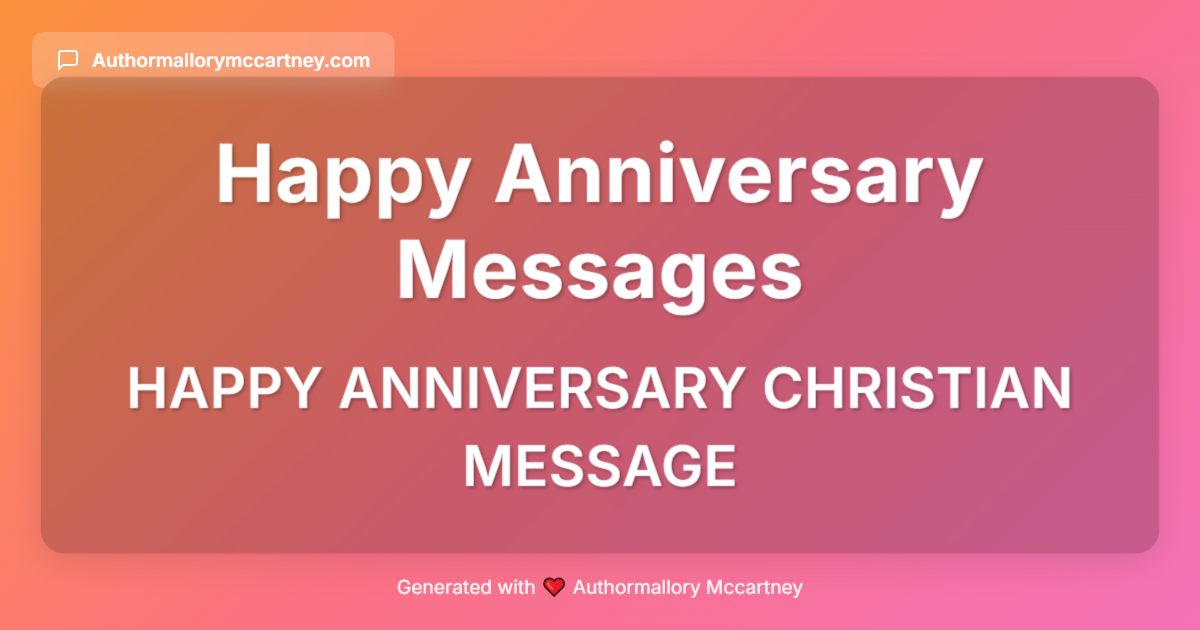 Authormallorymccartney.com
Happy Anniversary
Messages
HAPPY ANNIVERSARY CHRISTIAN
MESSAGE
Generated with ❤️ Authormallory Mccartney